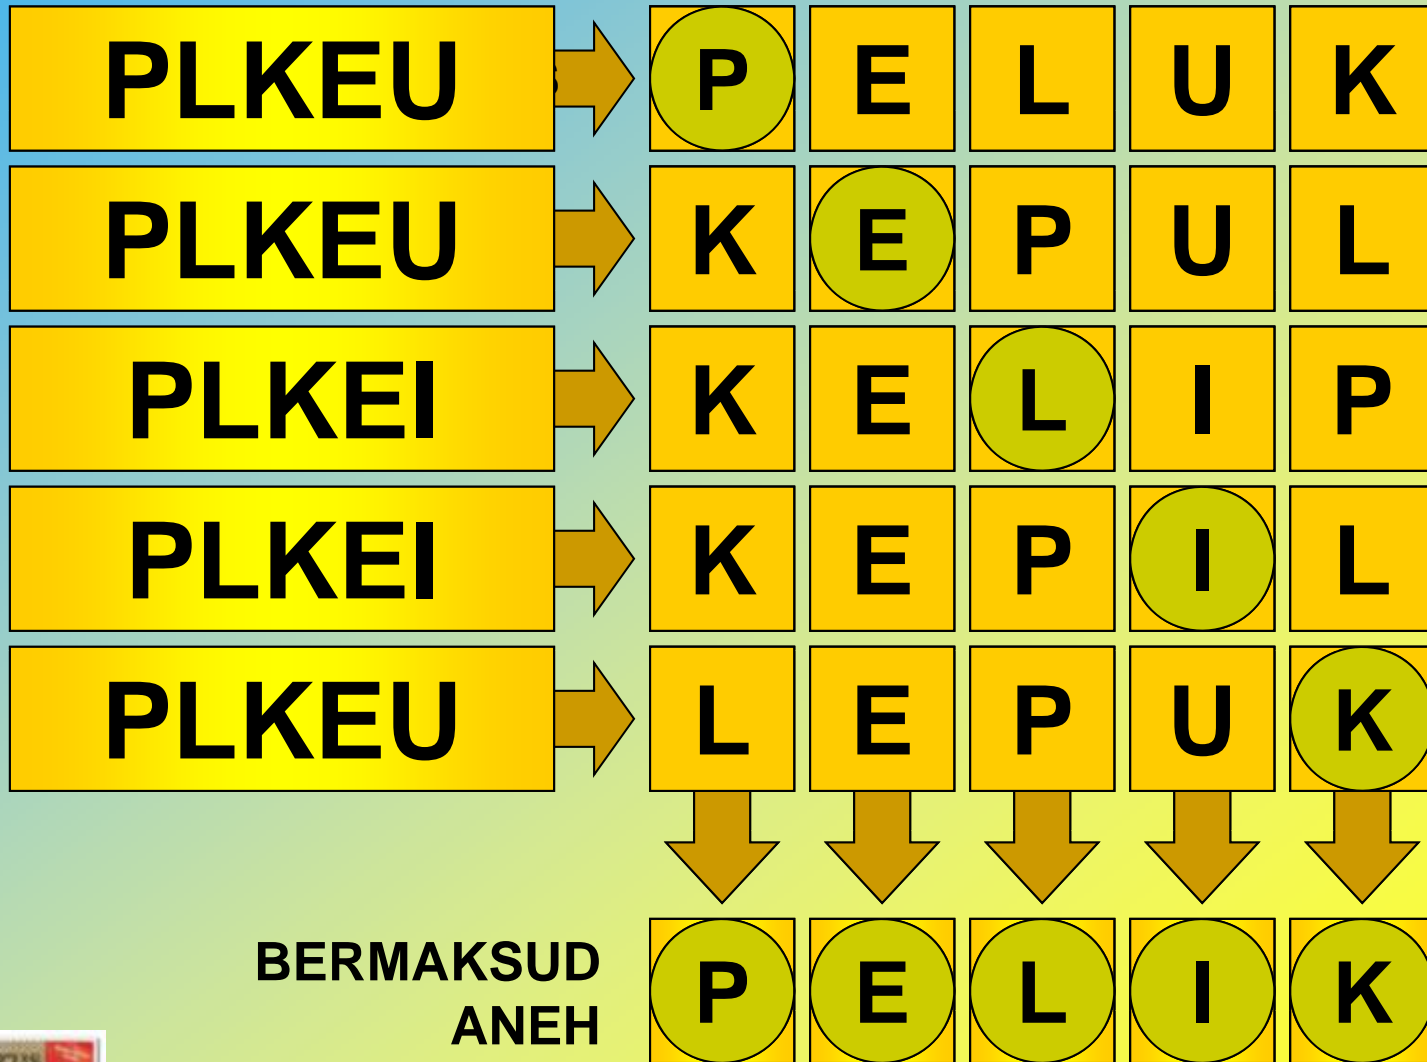 PLKEU P E L U K
PLKEU K E P U L
PLKEI K E L I P
PLKEI K E P I L
PLKEU L E P U K
BERMAKSUD
ANEH
P E L I K